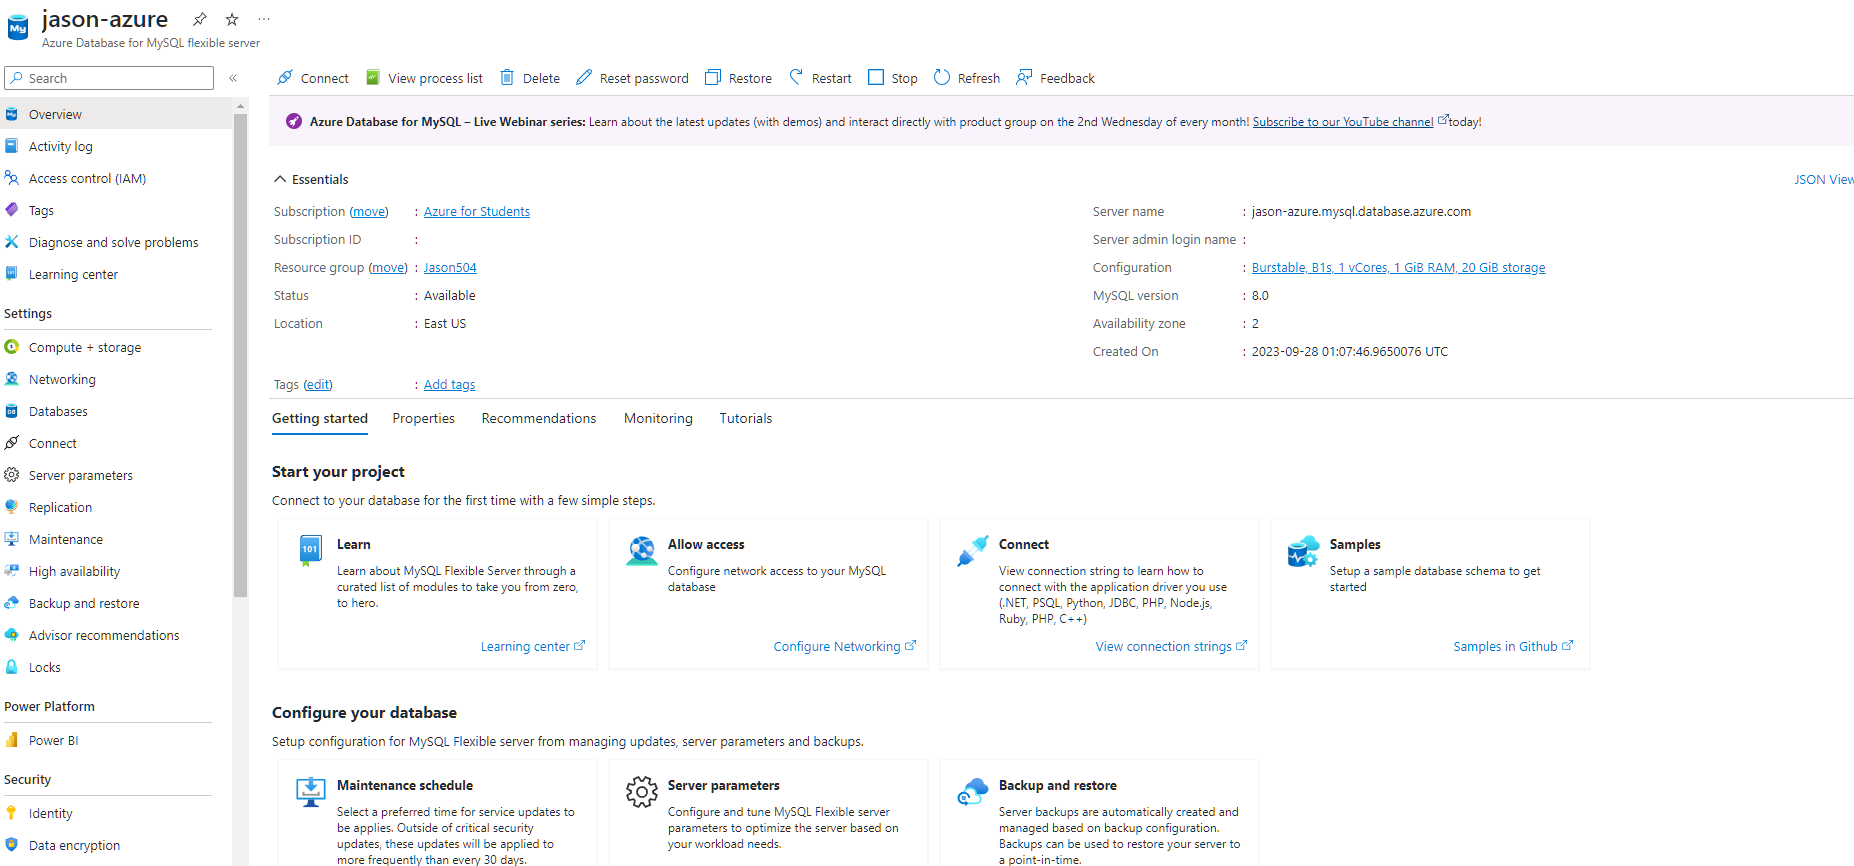 jason-azure
Azure Database for MySQL flexible server
Search
Overview
Activity log
Access control (IAM)
Tags
Diagnose and solve problems
Learning center
Settings
Compute + storage
Networking
Databases
Connect
Server parameters
Replication
Maintenance
High availability
Backup and restore
Advisor recommendations
Locks
Power Platform
Power BI
Security
Identity
Data encryption
Connect View process list Delete Reset password Restore Restart Stop Refresh Feedback
Azure Database for MySQL – Live Webinar series: Learn about the latest updates (with demos) and interact directly with product group on the 2nd Wednesday of every month! Subscribe to our YouTube channel today!
Essentials
JSON View
Subscription (move) : Azure for Students
Subscription ID :
Resource group (move) : Jason504
Status : Available
Location : East US
Server name : jason-azure.mysql.database.azure.com
Server admin login name :
Configuration : Burstable, B1s, 1 vCores, 1 GiB RAM, 20 GiB storage
MySQL version : 8.0
Availability zone : 2
Created On : 2023-09-28 01:07:46.9650076 UTC
Tags (edit) : Add tags
Getting started Properties Recommendations Monitoring Tutorials
Start your project
Connect to your database for the first time with a few simple steps.
101
Learn
Learn about MySQL Flexible Server through a
curated list of modules to take you from zero,
to hero.
Learning center
Allow access
Configure network access to your MySQL
database
Configure Networking
Connect
View connection string to learn how to
connect with the application driver you use
(.NET, PSQL, Python, JDBC, PHP, Node.js,
Ruby, PHP, C++)
View connection strings
Samples
Setup a sample database schema to get
started
Samples in Github
Configure your database
Setup configuration for MySQL Flexible server from managing updates, server parameters and backups.
Maintenance schedule
Select a preferred time for service updates to
be applies. Outside of critical security
updates, these updates will be applied to
more frequently than every 30 days.
Server parameters
Configure and tune MySQL Flexible server
parameters to optimize the server based on
your workload needs.
Backup and restore
Server backups are automatically created and
managed based on backup configuration.
Backups can be used to restore your server to
a point-in-time.